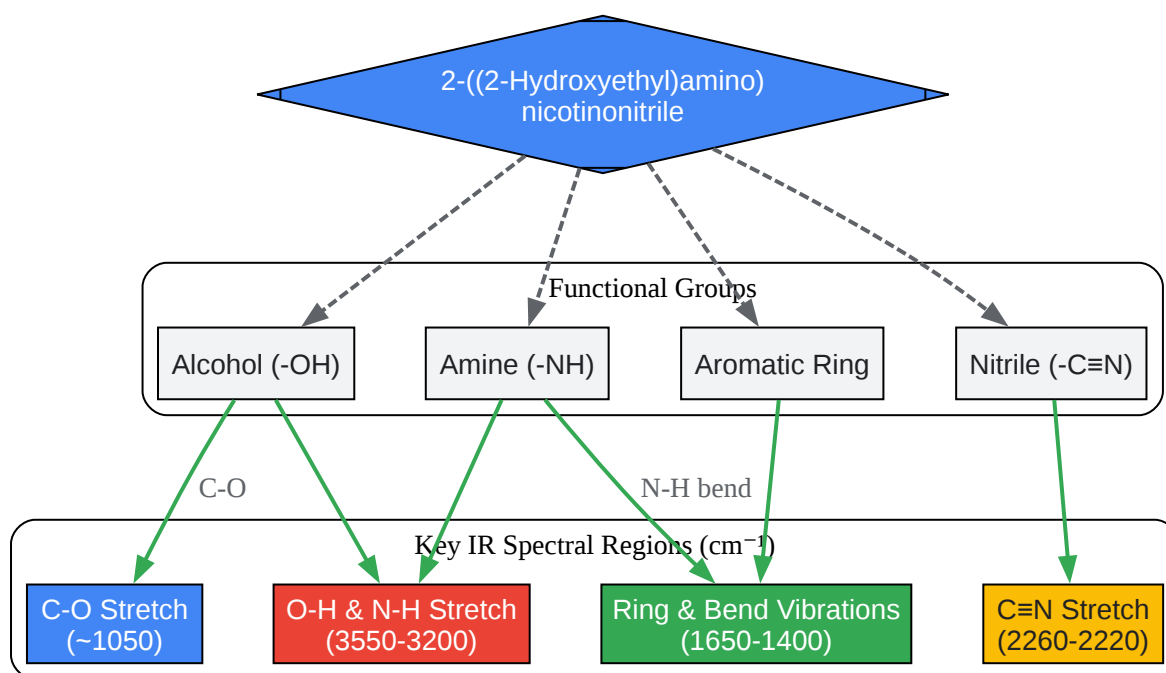 2-((2-Hydroxyethyl)amino)
nicotinonitrile
Functional Groups
Alcohol (-OH)
Amine (-NH)
Aromatic Ring
Nitrile (-C≡N)
C-O
N-H bend
Key IR Spectral Regions (cm⁻¹)
C-O Stretch
(~1050)
O-H & N-H Stretch
(3550-3200)
Ring & Bend Vibrations
(1650-1400)
C≡N Stretch
(2260-2220)